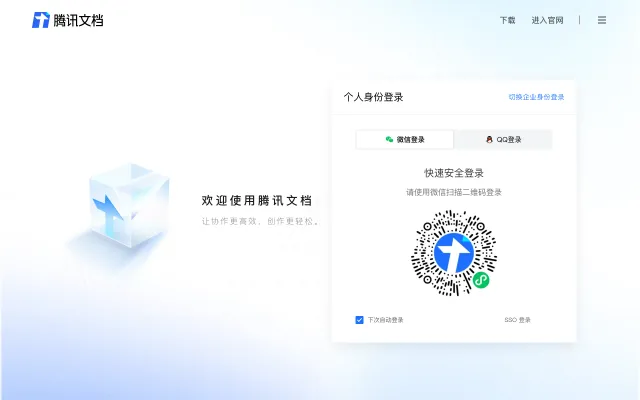 腾讯文档
下载 进入官网
个人身份登录 切换企业身份登录
微信登录 QQ登录
快速安全登录
请使用微信扫描二维码登录
欢迎使用腾讯文档
让协作更高效，创作更轻松。
下次自动登录 SSO 登录